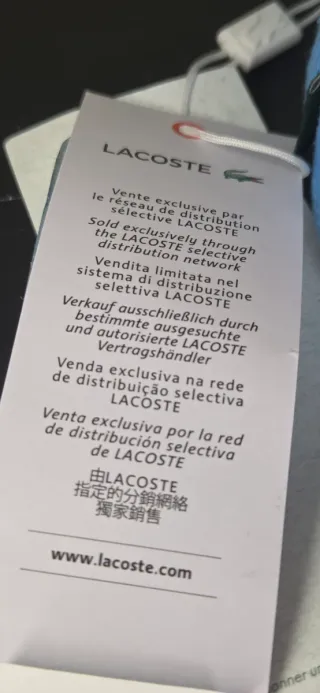 LACOSTE
Vente exclusive par
le réseau de distribution
sélective LACOSTE
Sold exclusively through
the LACOSTE selective
distribution network
Vendita limitata nel
sistema di distribuzione
selettiva LACOSTE
Verkauf ausschließlich durch
bestimmte ausgesuchte
und autorisierte LACOSTE
Vertragshändler
Venda exclusiva na rede
de distribuição selectiva
LACOSTE
Venta exclusiva por la red
de distribución selectiva
de LACOSTE
由LACOSTE
指定的分銷網絡
獨家銷售
www.lacoste.com